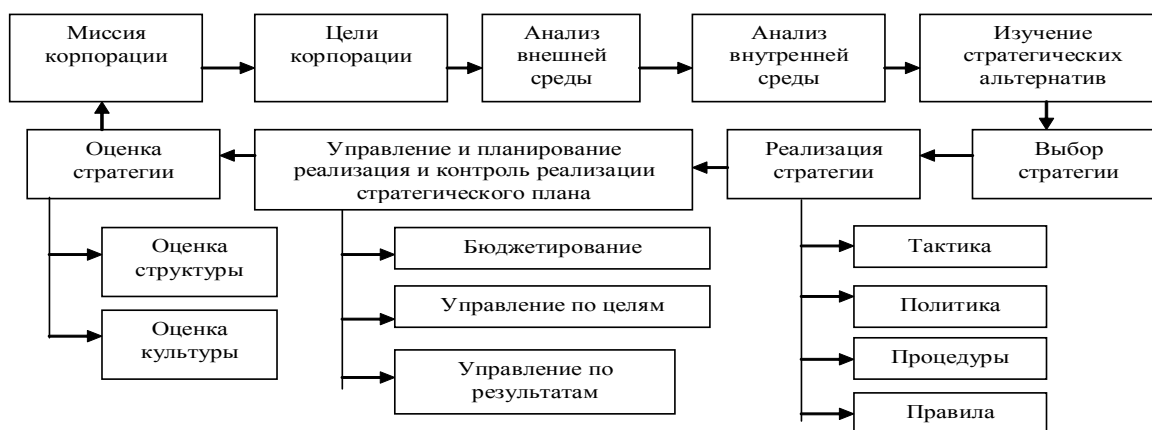 Миссия
корпорации
Цели
корпорации
Анализ
внешней
среды
Анализ
внутренней
среды
Изучение
стратегических
альтернатив
Оценка
стратегии
Управление и планирование
реализация и контроль реализации
стратегического плана
Реализация
стратегии
Выбор
стратегии
Оценка
структуры
Оценка
культуры
Бюджетирование
Управление по целям
Управление по
результатам
Тактика
Политика
Процедуры
Правила